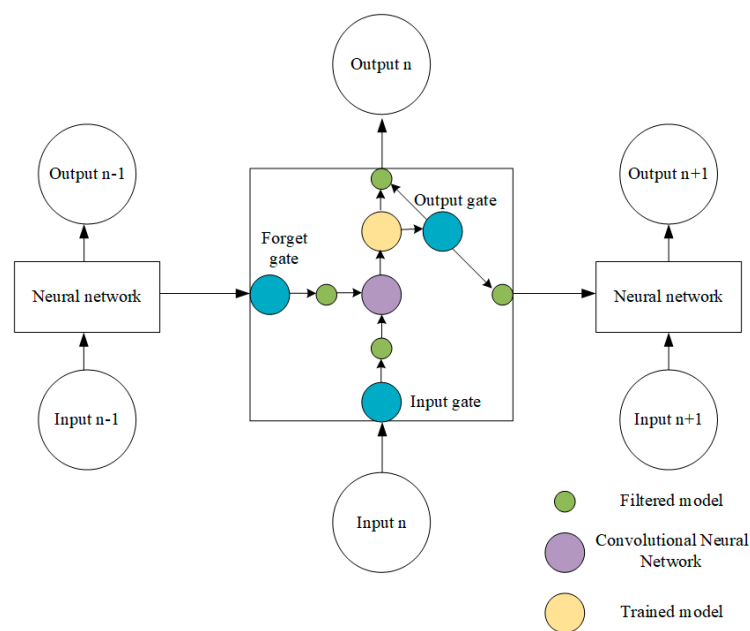 Output n
Output n-1
Output n+1
Output gate
Forget
gate
Neural network
Neural network
Input gate
Input n-1
Input n+1
Input n
Filtered model
Convolutional Neural
Network
Trained model